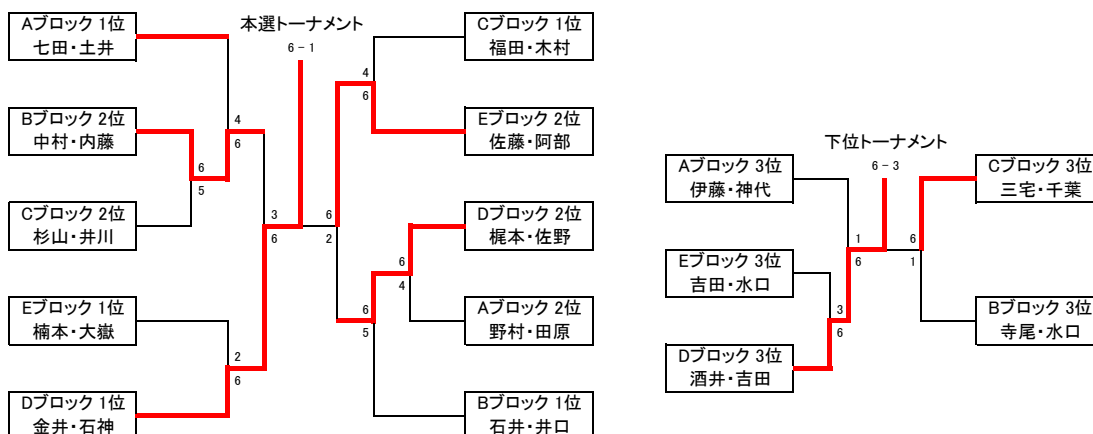 本選トーナメント
6 - 1
Aブロック 1位
七田・土井
Bブロック 2位
中村・内藤
Cブロック 2位
杉山・井川
Eブロック 1位
楠本・大嶽
Dブロック 1位
金井・石神
4
6
6
5
3
6
2
6
Cブロック 1位
福田・木村
Eブロック 2位
佐藤・阿部
Dブロック 2位
梶本・佐野
Aブロック 2位
野村・田原
Bブロック 1位
石井・井口
4
6
6
2
6
4
6
5
下位トーナメント
6 - 3
Aブロック 3位
伊藤・神代
Eブロック 3位
吉田・水口
Dブロック 3位
酒井・吉田
1
6
3
6
Cブロック 3位
三宅・千葉
Bブロック 3位
寺尾・水口
6
1